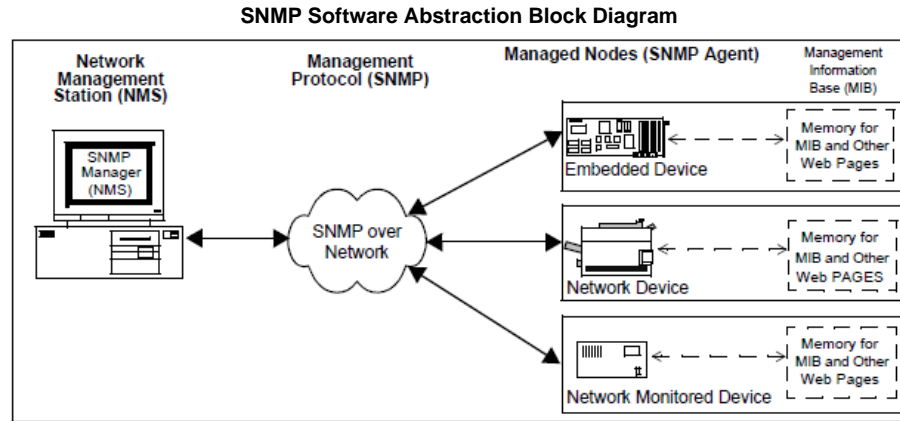 SNMP Software Abstraction Block Diagram
Network
Management
Station (NMS)
Management
Protocol (SNMP)
Managed Nodes (SNMP Agent)
Management
Information
Base (MIB)
SNMP
Manager
(NMS)
SNMP over
Network
Embedded Device
Memory for
MIB and Other
Web Pages
Network Device
Memory for
MIB and Other
Web PAGES
Network Monitored Device
Memory for
MIB and Other
Web Pages